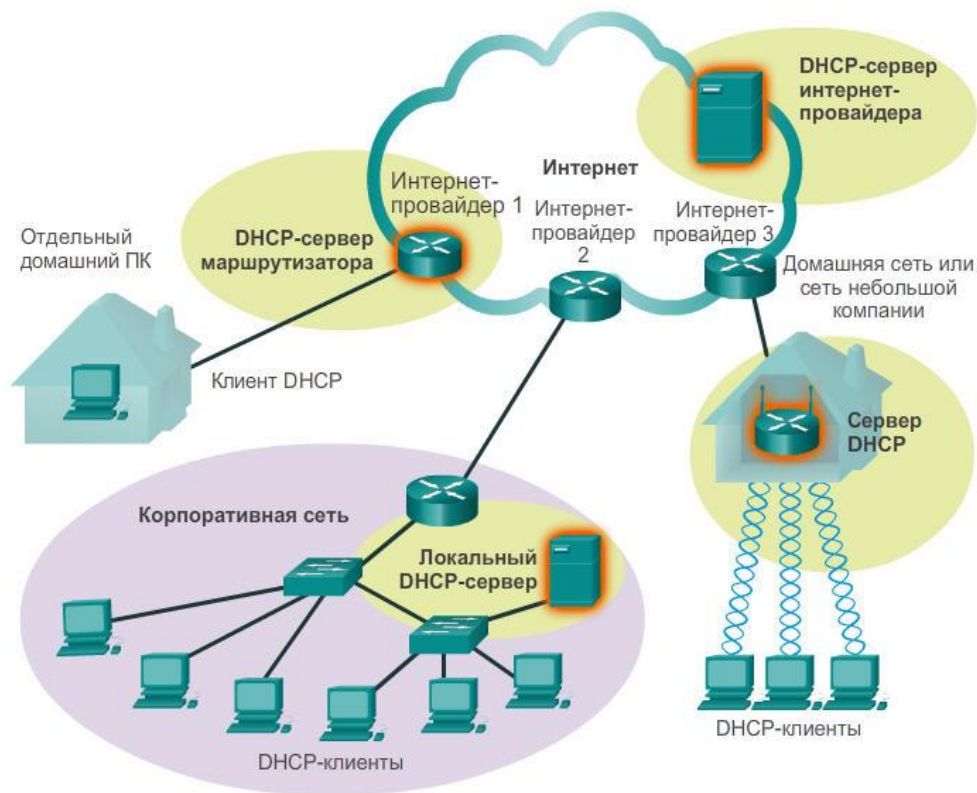 DHCP-сервер
интернет-
провайдера
Интернет
Интернет-
провайдер 1
Интернет-
провайдер
2
Интернет-
провайдер 3
DHCP-сервер
маршрутизатора
Отдельный
домашний ПК
Домашняя сеть или
сеть небольшой
компании
Клиент DHCP
Сервер
DHCP
Корпоративная сеть
Локальный
DHCP-сервер
DHCP-клиенты
DHCP-клиенты